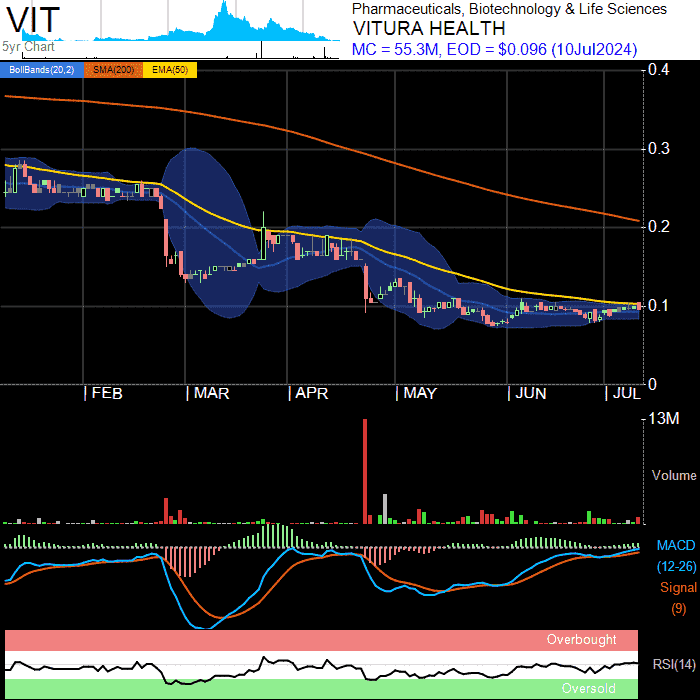 VIT
5yr Chart
Pharmaceuticals, Biotechnology & Life Sciences
VITURA HEALTH
MC = 55.3M, EOD = $0.096 (10Jul2024)
BollBands(20,2) SMA(200) EMA(50)
0.4
0.3
0.2
0.1
0
FEB MAR APR MAY JUN JUL
13M
Volume
MACD
(12-26)
Signal
(9)
Overbought
RSI(14)
Oversold